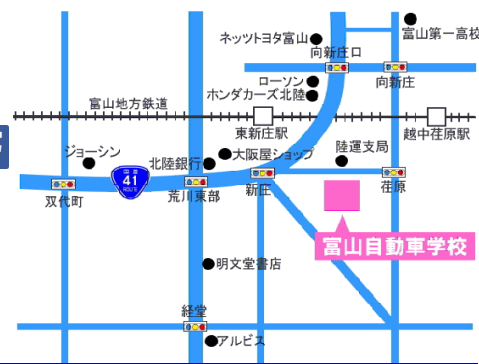 ネッツトヨタ富山
富山第一高校
向新庄口
向新庄
ローソン
ホンダカーズ北陸
富山地方鉄道
東新庄駅
越中荏原駅
ジョーシン
北陸銀行
大阪屋ショップ
陸運支局
国道
41
ROUTE
双代町
荒川東部
新庄
荏原
富山自動車学校
明文堂書店
経堂
アルビス